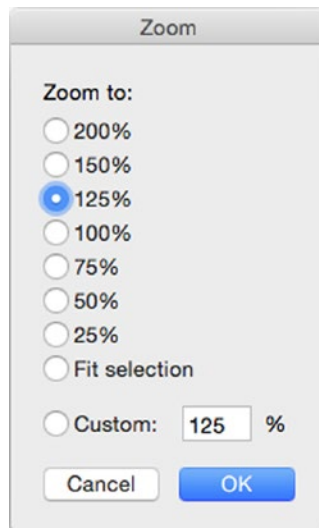 Zoom
Zoom to:
200%
150%
125%
100%
75%
50%
25%
Fit selection
Custom: 125 %
Cancel OK